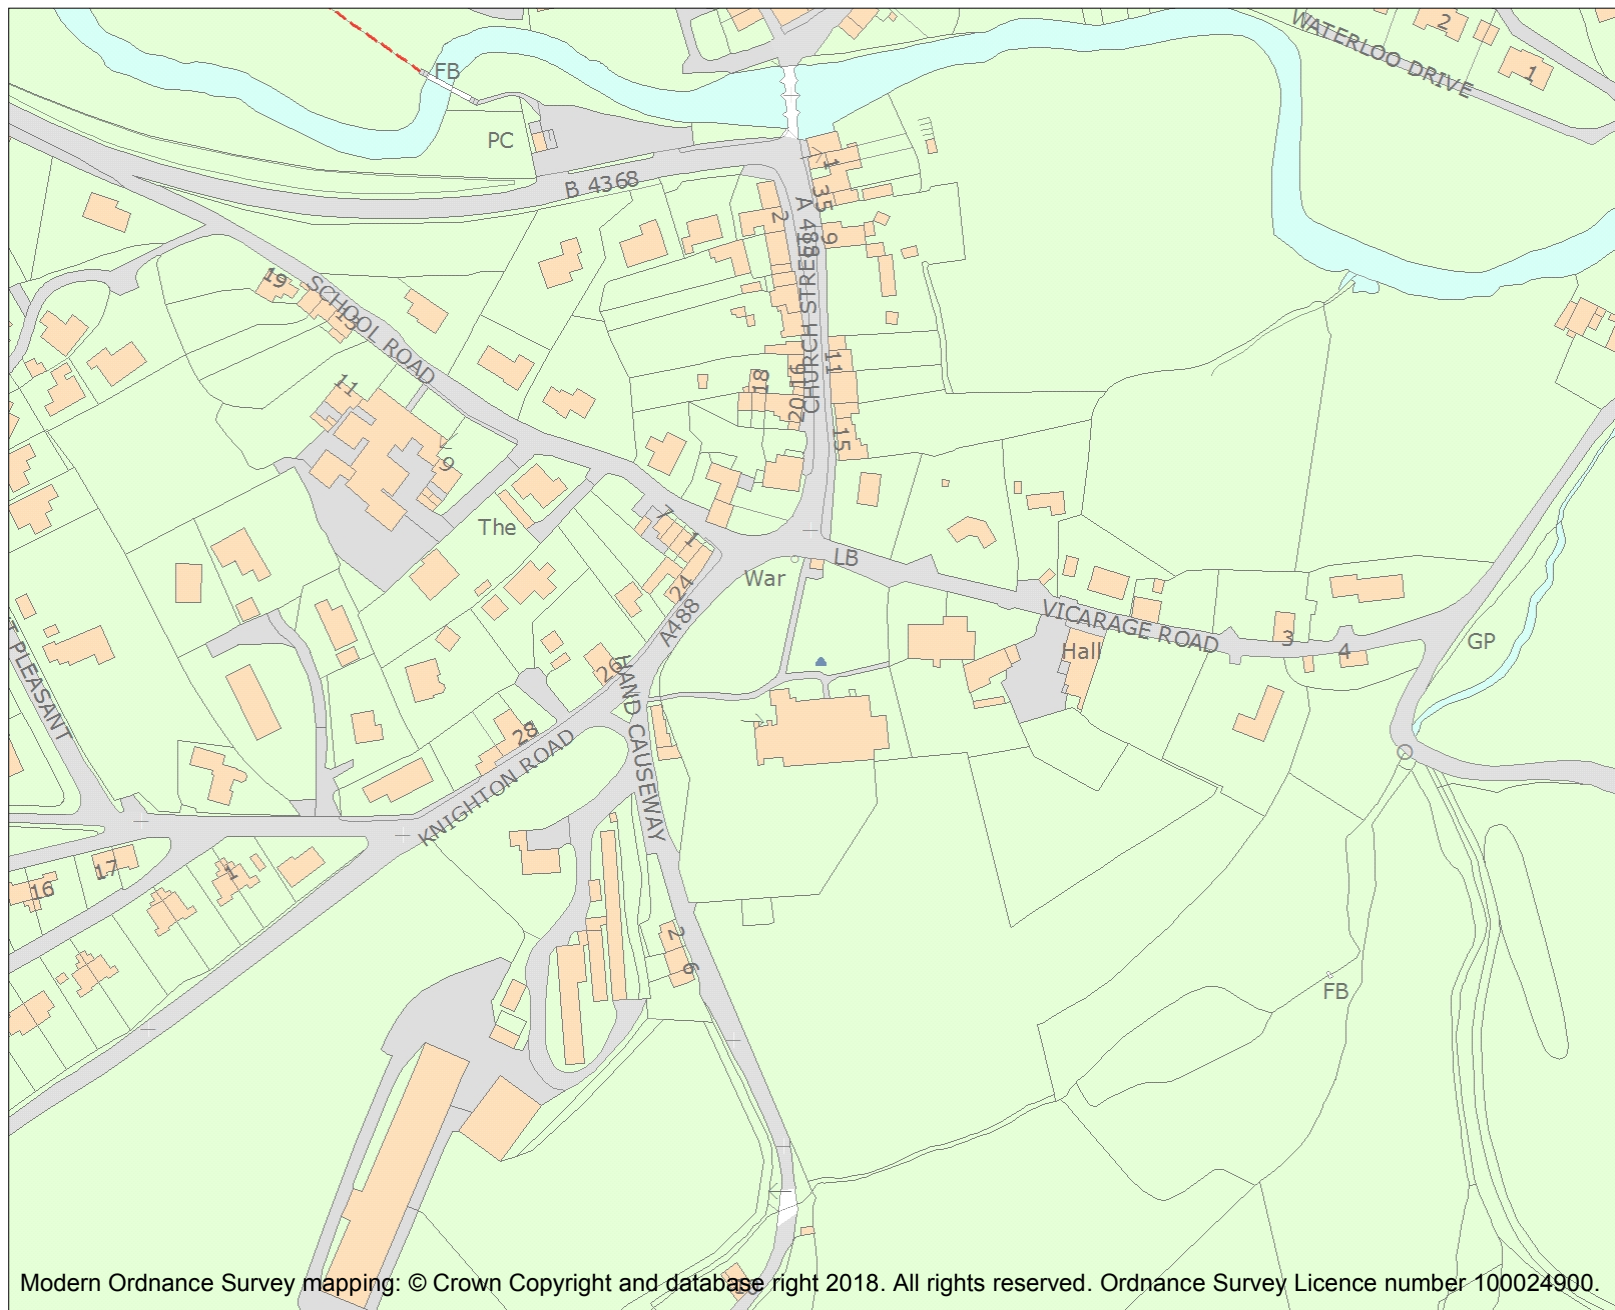 WATERLOO DRIVE
2
1
FB
PC
B 4368
1
35
2
A 488
9
CHURCH STREET
19
SCHOOL ROAD
13
11
11
18
16
20
15
9
7
The
1
LB
War
24
A488
VICARAGE ROAD
3
4
GP
Hall
26
HAND CAUSEWAY
T PLEASANT
28
KNIGHTON ROAD
17
1
16
2
6
FB
Modern Ordnance Survey mapping: © Crown Copyright and database right 2018. All rights reserved. Ordnance Survey Licence number 100024900.